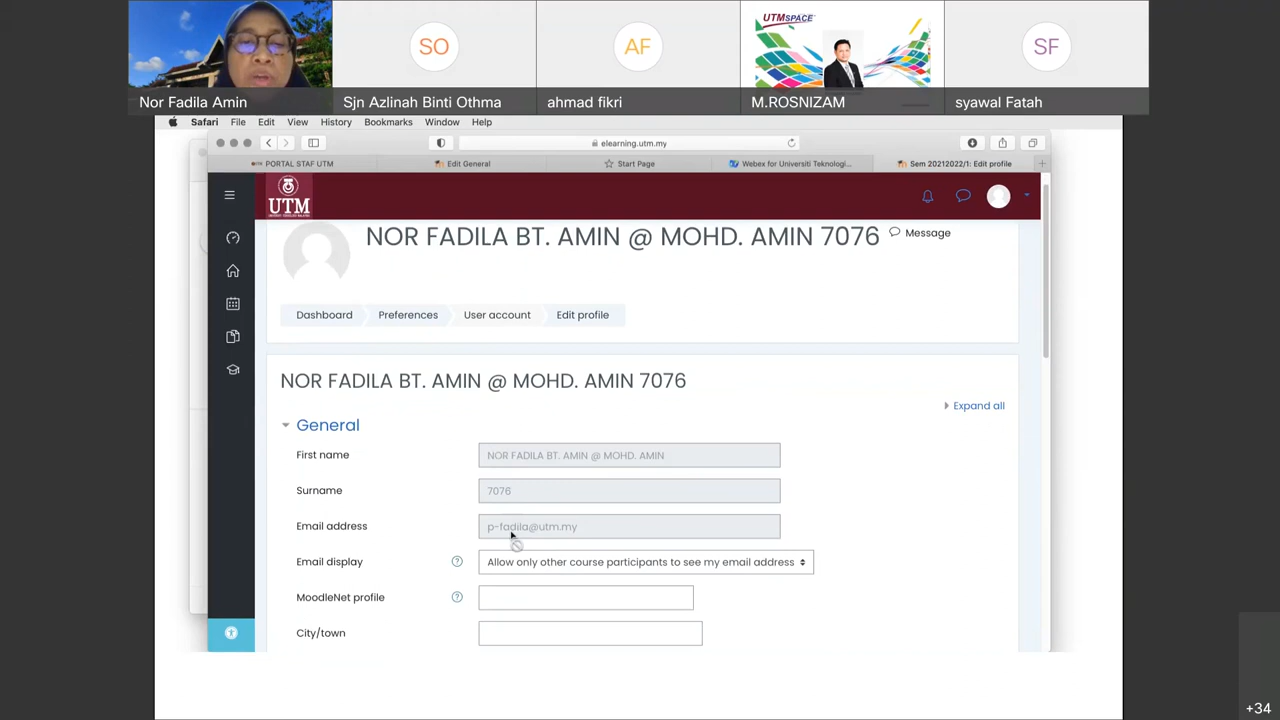 UTMSPACE
SO
AF
SF
Nor Fadila Amin
Sjn Azlinah Binti Othma
ahmad fikri
M.ROSNIZAM
syawal Fatah
Safari File Edit View History Bookmarks Window Help
elearning.utm.my
PORTAL STAF UTM
Edit General
Start Page
Webex for Universiti Teknologi...
Sem 20212022/1: Edit profile
UTM
NOR FADILA BT. AMIN @ MOHD. AMIN 7076
Message
Dashboard
Preferences
User account
Edit profile
NOR FADILA BT. AMIN @ MOHD. AMIN 7076
Expand all
General
First name
NOR FADILA BT. AMIN @ MOHD. AMIN
Surname
7076
Email address
p-fadila@utm.my
Email display
Allow only other course participants to see my email address
MoodleNet profile
City/town
+34